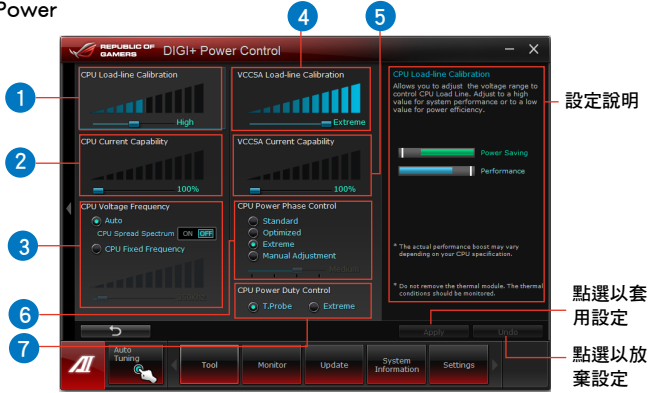 Power
4
5
REPUBLIC OF
GAMERS
DIGI+ Power Control
1
CPU Load-line Calibration
High
VCCSA Load-line Calibration
Extreme
CPU Load-line Calibration
Allows you to adjust the voltage range to
control CPU Load Line. Adjust to a high
value for system performance or to a low
value for power efficiency.
設定說明
2
CPU Current Capability
100%
VCCSA Current Capability
100%
Power Saving
Performance
3
CPU Voltage Frequency
Auto
CPU Spread Spectrum ON OFF
CPU Fixed Frequency
CPU Power Phase Control
Standard
Optimized
Extreme
Manual Adjustment
Medium
* The actual performance boost may vary
depending on your CPU specification.
* Do not remove the thermal module. The thermal
conditions should be monitored.
6
CPU Power Duty Control
T.Probe
Extreme
7
Apply
Undo
點選以套
用設定
點選以放
棄設定
AI
Auto
Tuning
Tool
Monitor
Update
System
Information
Settings